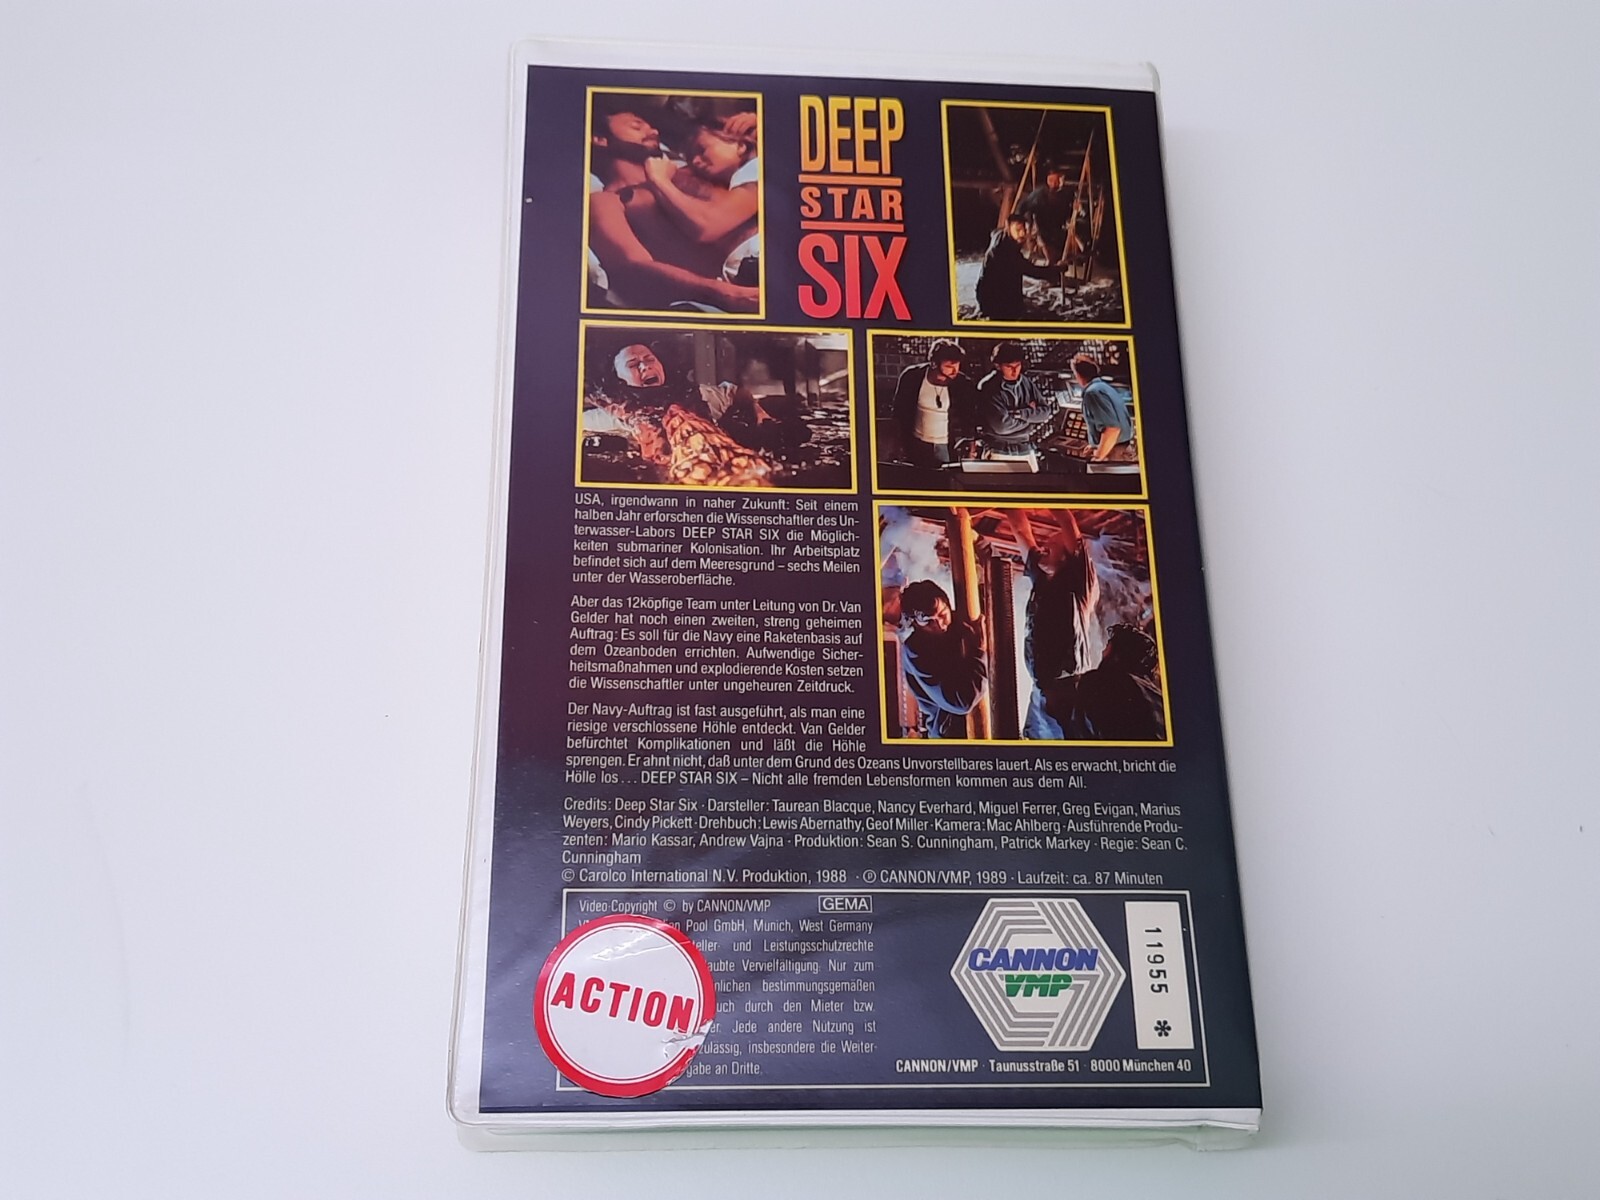 DEEP
STAR
SIX
USA, irgendwann in naher Zukunft: Seit einem
halben Jahr erforschen die Wissenschaftler des Un-
terwasser-Labors DEEP STAR SIX die Möglich-
keiten submariner Kolonisation. Ihr Arbeitsplatz
befindet sich auf dem Meeresgrund – sechs Meilen
unter der Wasseroberfläche.
Aber das 12köpfige Team unter Leitung von Dr. Van
Gelder hat noch einen zweiten, streng geheimen
Auftrag: Es soll für die Navy eine Raketenbasis auf
dem Ozeanboden errichten. Aufwendige Sicher-
heitsmaßnahmen und explodierende Kosten setzen
die Wissenschaftler unter ungeheuren Zeitdruck.
Der Navy-Auftrag ist fast ausgeführt, als man eine
riesige verschlossene Höhle entdeckt. Van Gelder
befürchtet Komplikationen und läßt die Höhle
sprengen. Er ahnt nicht, daß unter dem Grund des Ozeans Unvorstellbares lauert. Als es erwacht, bricht die
Hölle los ... DEEP STAR SIX – Nicht alle fremden Lebensformen kommen aus dem All.
Credits: Deep Star Six · Darsteller: Taurean Blacque, Nancy Everhard, Miguel Ferrer, Greg Evigan, Marius
Weyers, Cindy Pickett · Drehbuch: Lewis Abernathy, Geof Miller · Kamera: Mac Ahlberg · Ausführende Produ-
zenten: Mario Kassar, Andrew Vajna · Produktion: Sean S. Cunningham, Patrick Markey · Regie: Sean C.
Cunningham
© Carolco International N.V. Produktion, 1988 · ℗ CANNON/VMP, 1989 · Laufzeit: ca. 87 Minuten
Video-Copyright © by CANNON/VMP GEMA
Pool GmbH, Munich, West Germany
und Leistungsschutzrechte
Vervielfältigung. Nur zum
bestimmungsgemäßen
durch den Mieter bzw.
Jede andere Nutzung ist
insbesondere die Weiter-
gabe an Dritte.
ACTION
CANNON
VMP
11955 *
CANNON/VMP · Taunusstraße 51 · 8000 München 40